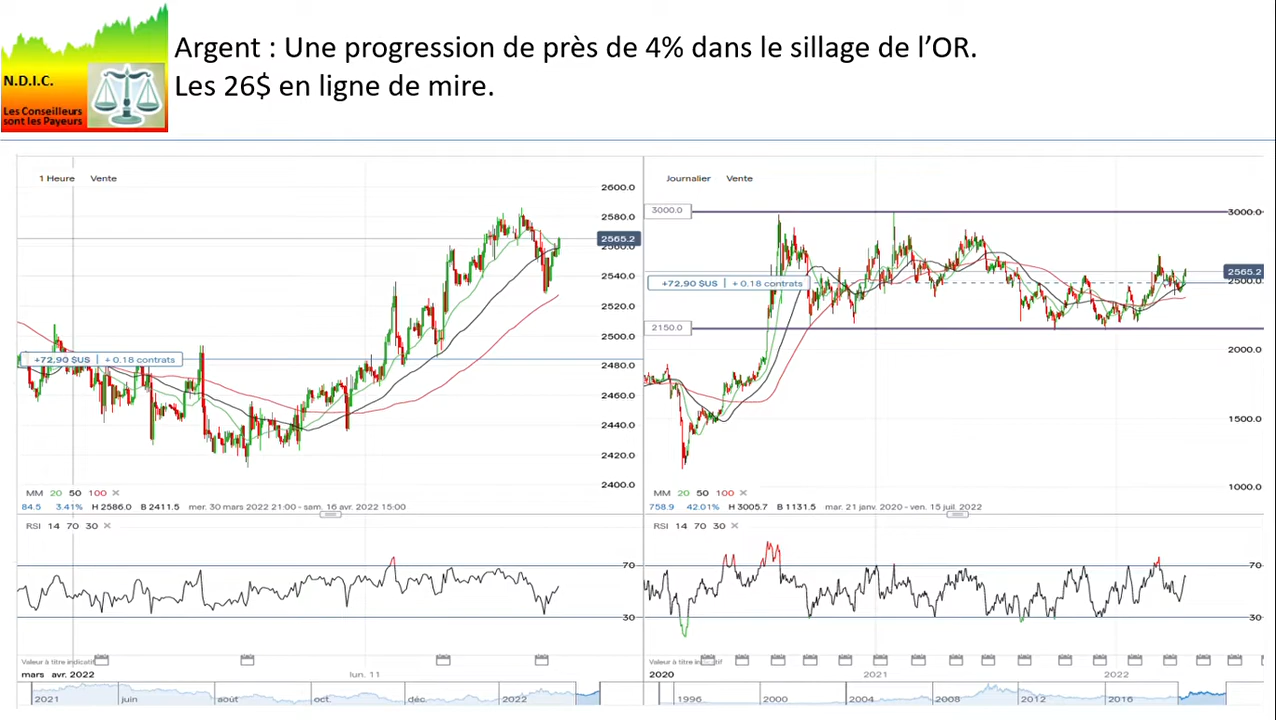 Argent : Une progression de près de 4% dans le sillage de l'OR.
Les 26$ en ligne de mire.
N.D.I.C.
Les Conseilleurs
sont les Payeurs
1 Heure Vente
2600.0
2580.0
2565.2
2560.0
2540.0
2520.0
2500.0
2480.0
2460.0
2440.0
2420.0
2400.0
+72.90 $US | + 0.18 contrats
MM 20 50 100 ×
84.5 3.41% H 2586.0 B 2411.5 mer. 30 mars 2022 21:00 - sam. 16 avr. 2022 15:00
RSI 14 70 30 ×
70
30
Valeur à titre indicatif
mars avr. 2022 lun. 11
2021 juin août oct. déc. 2022
Journalier Vente
3000.0 3000.0
2565.2
+72.90 $US | + 0.18 contrats 2500.0
2150.0
2000.0
1500.0
1000.0
MM 20 50 100 ×
758.9 42.01% H 3005.7 B 1131.5 mar. 21 janv. 2020 - ven. 15 juil. 2022
RSI 14 70 30 ×
70
30
Valeur à titre indicatif
2020 2021 2022
1996 2000 2004 2008 2012 2016